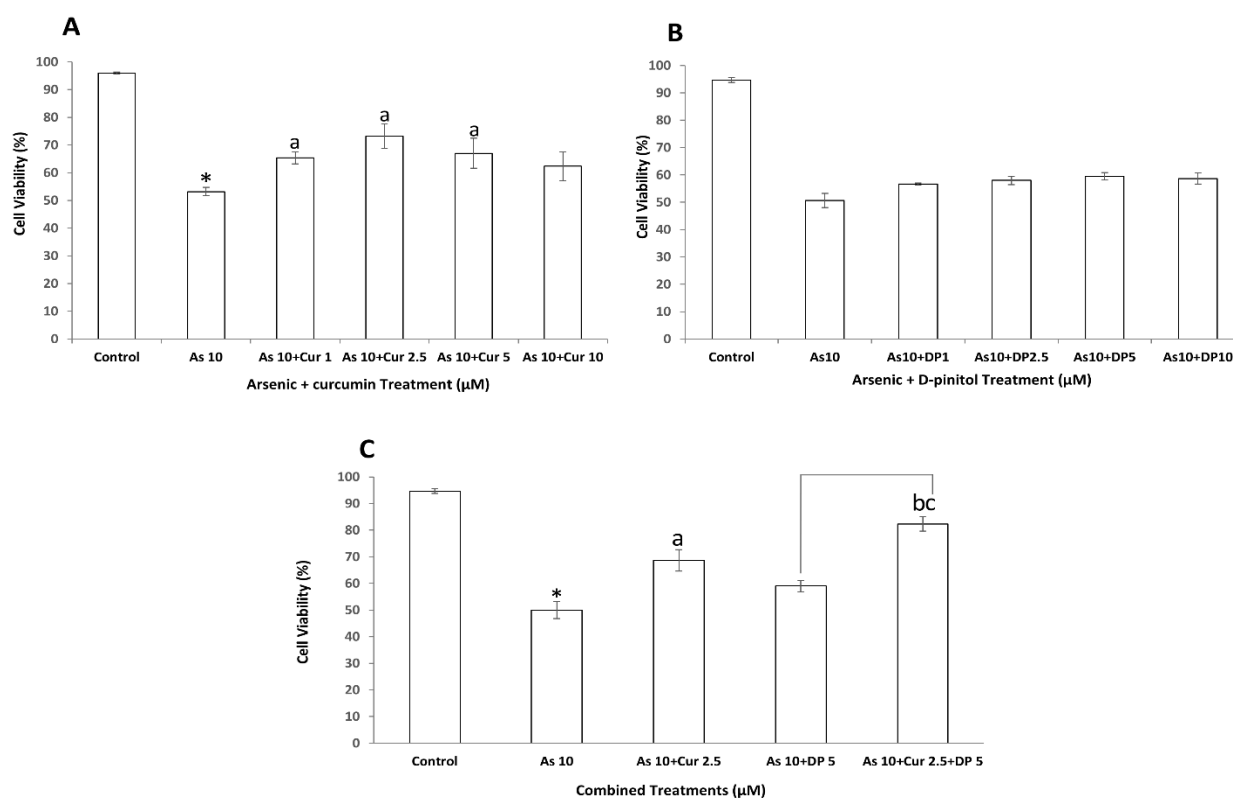 A
100
90
80
70
60
50
40
30
20
10
0
Cell Viability (%)
*
a
a
a
Control As 10 As 10+Cur 1 As 10+Cur 2.5 As 10+Cur 5 As 10+Cur 10
Arsenic + curcumin Treatment (µM)
B
100
90
80
70
60
50
40
30
20
10
0
Cell Viability (%)
Control As10 As10+DP1 As10+DP2.5 As10+DP5 As10+DP10
Arsenic + D-pinitol Treatment (µM)
C
100
90
80
70
60
50
40
30
20
10
0
Cell Viability (%)
*
a
bc
Control As 10 As 10+Cur 2.5 As 10+DP 5 As 10+Cur 2.5+DP 5
Combined Treatments (µM)